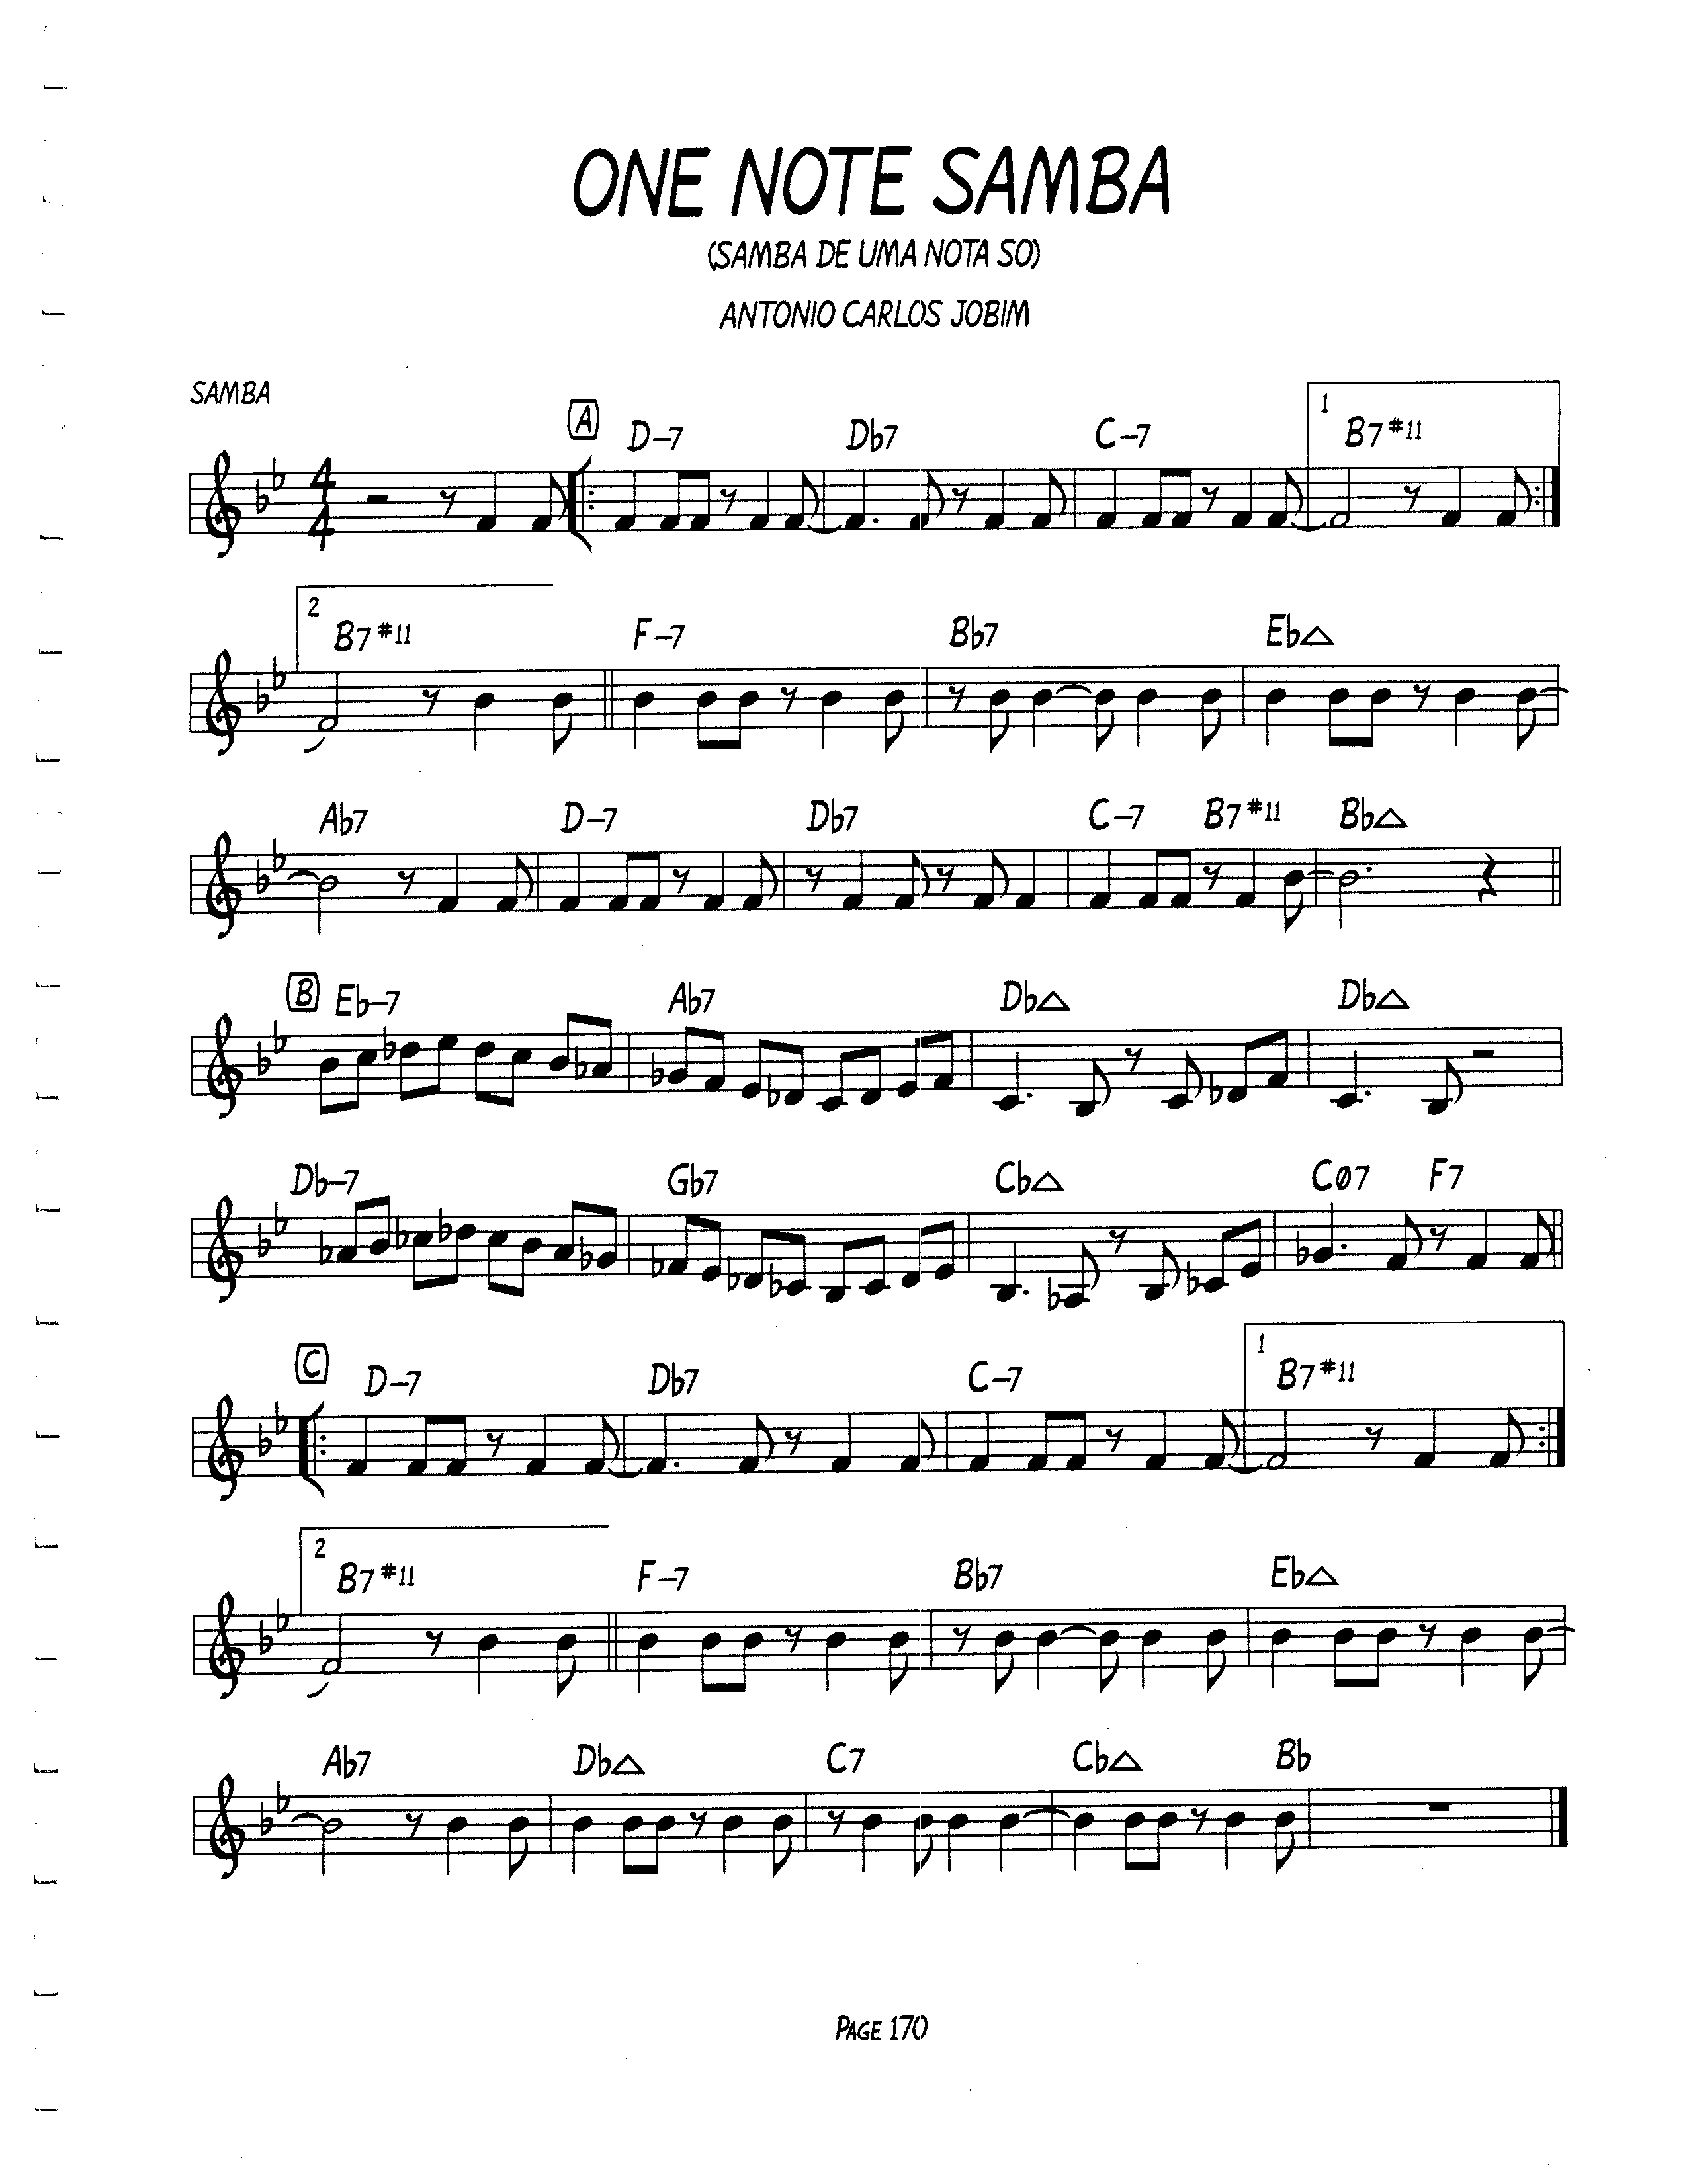 ONE NOTE SAMBA
(SAMBA DE UMA NOTA SO)
ANTONIO CARLOS JOBIM
SAMBA
A D-7 Db7 C-7 1 B7#11
4
4
2 B7#11 F-7 Bb7 Eb△
Ab7 D-7 Db7 C-7 B7#11 Bb△
B Eb-7 Ab7 Db△ Db△
Db-7 Gb7 Cb△ CØ7 F7
C D-7 Db7 C-7 1 B7#11
2 B7#11 F-7 Bb7 Eb△
Ab7 Db△ C7 Cb△ Bb
PAGE 170